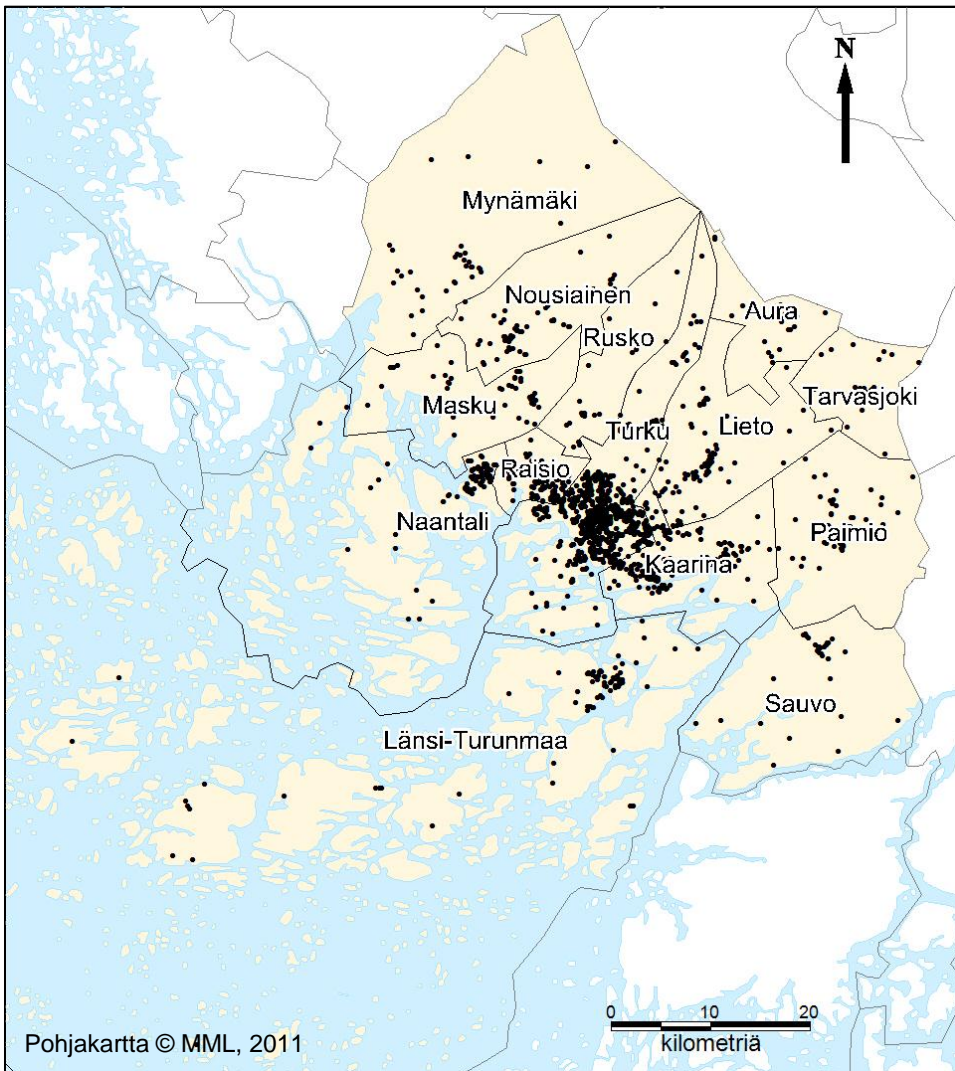 N
Mynämäki
Nousiainen
Aura
Rusko
Tarvasjoki
Masku
Lieto
Turku
Raisio
Naantali
Paimio
Kaarina
Sauvo
Länsi-Turunmaa
0 10 20
kilometriä
Pohjakartta © MML, 2011